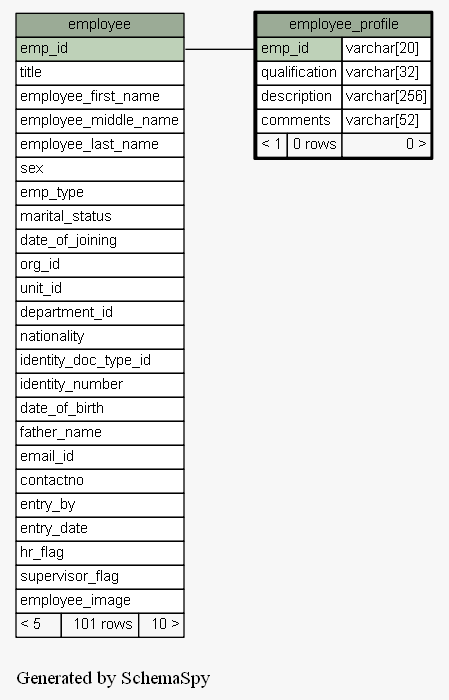 employee
emp_id
title
employee_first_name
employee_middle_name
employee_last_name
sex
emp_type
marital_status
date_of_joining
org_id
unit_id
department_id
nationality
identity_doc_type_id
identity_number
date_of_birth
father_name
email_id
contactno
entry_by
entry_date
hr_flag
supervisor_flag
employee_image
< 5 101 rows 10 >
employee_profile
emp_id varchar[20]
qualification varchar[32]
description varchar[256]
comments varchar[52]
< 1 0 rows 0 >
Generated by SchemaSpy